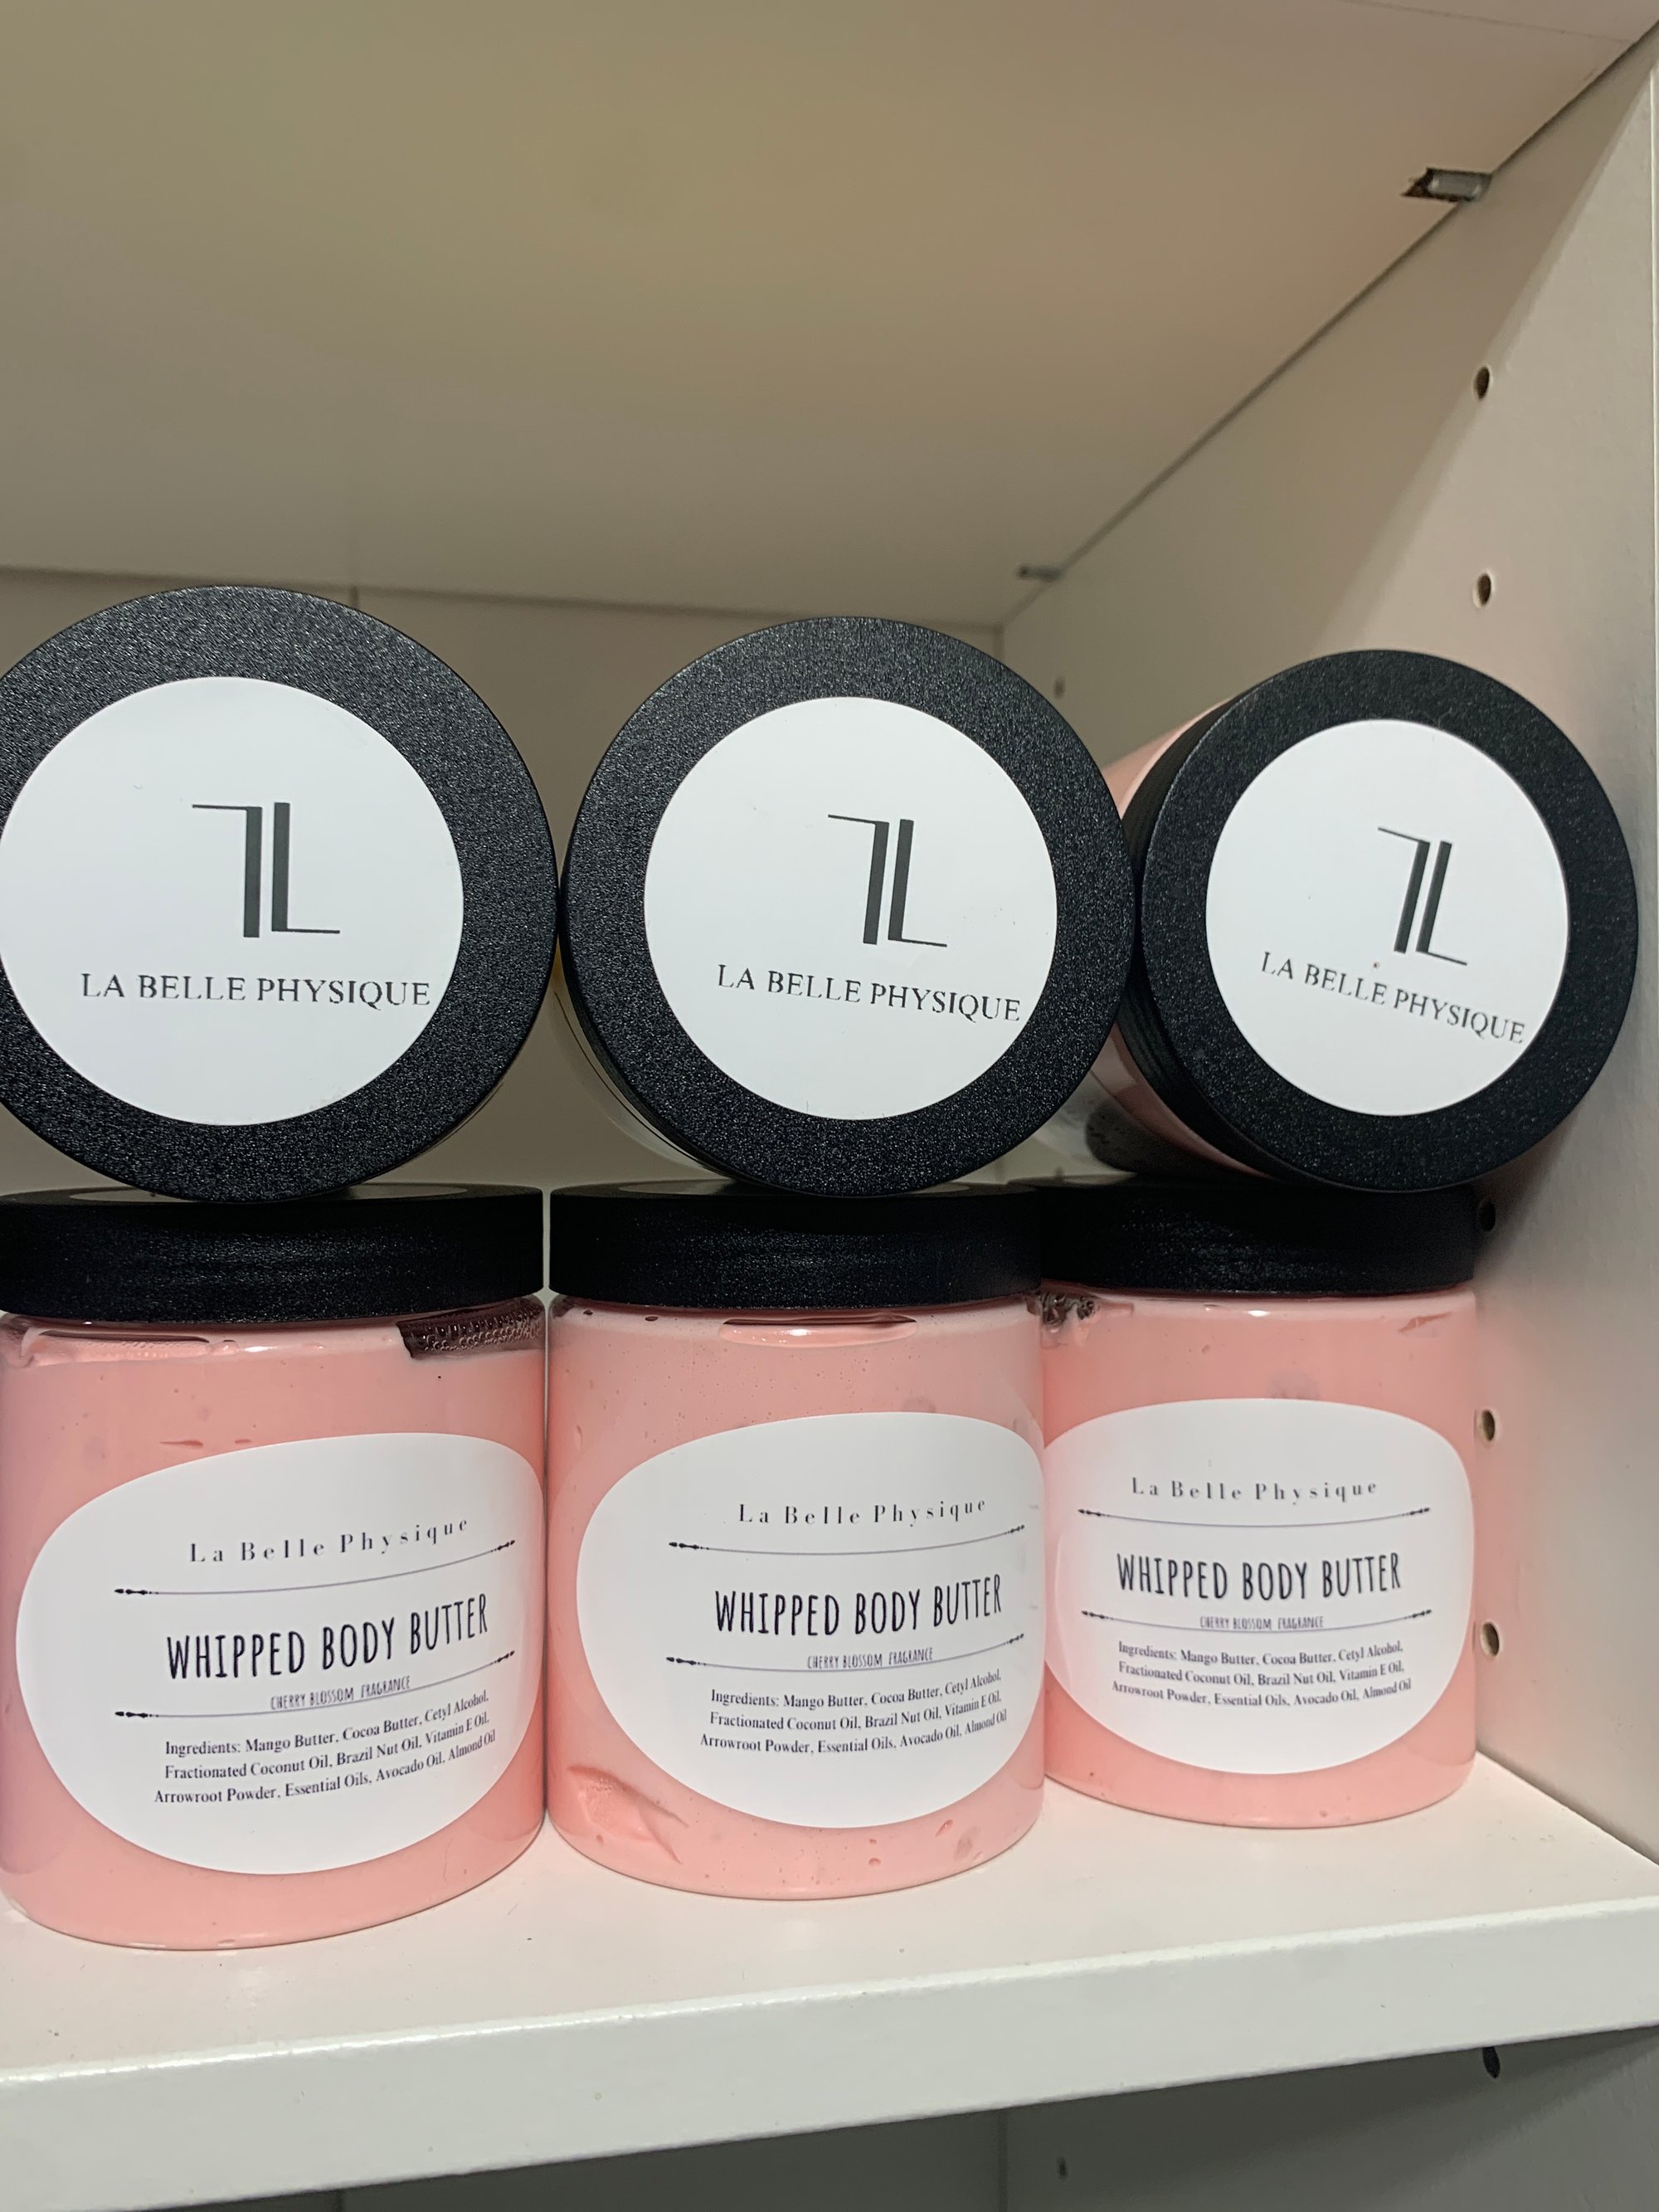 LA BELLE PHYSIQUE
LA BELLE PHYSIQUE
LA BELLE PHYSIQUE
La Belle Physique
WHIPPED BODY BUTTER
CHERRY BLOSSOM FRAGRANCE
Ingredients: Mango Butter, Cocoa Butter, Cetyl Alcohol,
Fractionated Coconut Oil, Brazil Nut Oil, Vitamin E Oil,
Arrowroot Powder, Essential Oils, Avocado Oil, Almond Oil
La Belle Physique
WHIPPED BODY BUTTER
CHERRY BLOSSOM FRAGRANCE
Ingredients: Mango Butter, Cocoa Butter, Cetyl Alcohol,
Fractionated Coconut Oil, Brazil Nut Oil, Vitamin E Oil,
Arrowroot Powder, Essential Oils, Avocado Oil, Almond Oil
La Belle Physique
WHIPPED BODY BUTTER
CHERRY BLOSSOM FRAGRANCE
Ingredients: Mango Butter, Cocoa Butter, Cetyl Alcohol,
Fractionated Coconut Oil, Brazil Nut Oil, Vitamin E Oil,
Arrowroot Powder, Essential Oils, Avocado Oil, Almond Oil